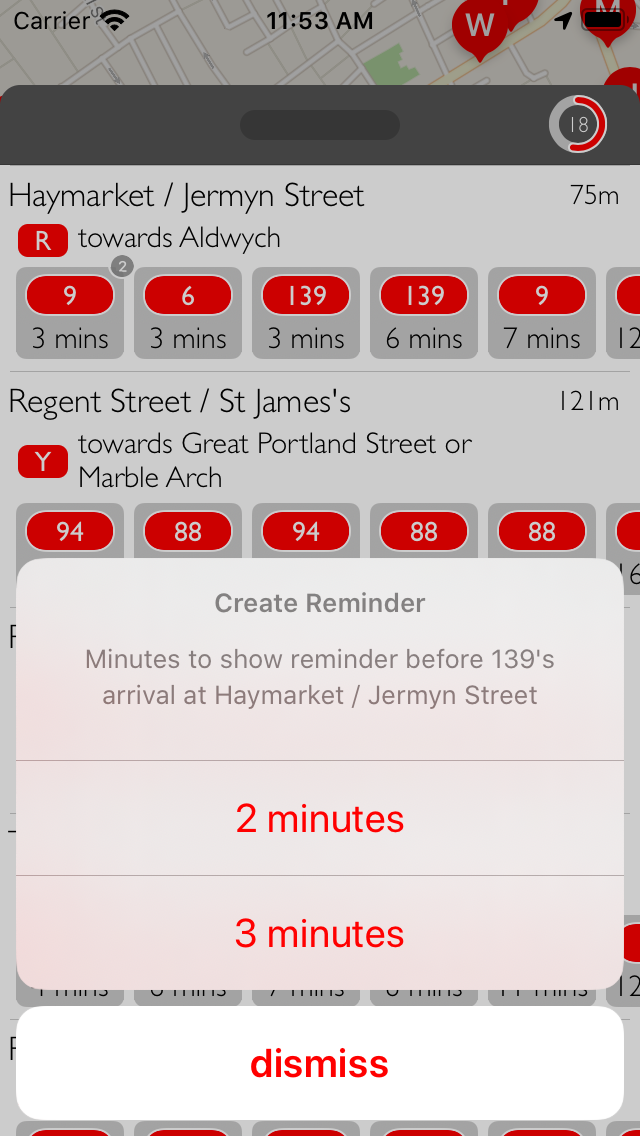 Carrier 11:53 AM
W
M
18
Haymarket / Jermyn Street 75m
R towards Aldwych
2
9 6 139 139 9
3 mins 3 mins 3 mins 6 mins 7 mins 12
Regent Street / St James's 121m
Y towards Great Portland Street or
Marble Arch
94 88 94 88 88
16
Create Reminder
Minutes to show reminder before 139's
arrival at Haymarket / Jermyn Street
2 minutes
3 minutes
12
dismiss